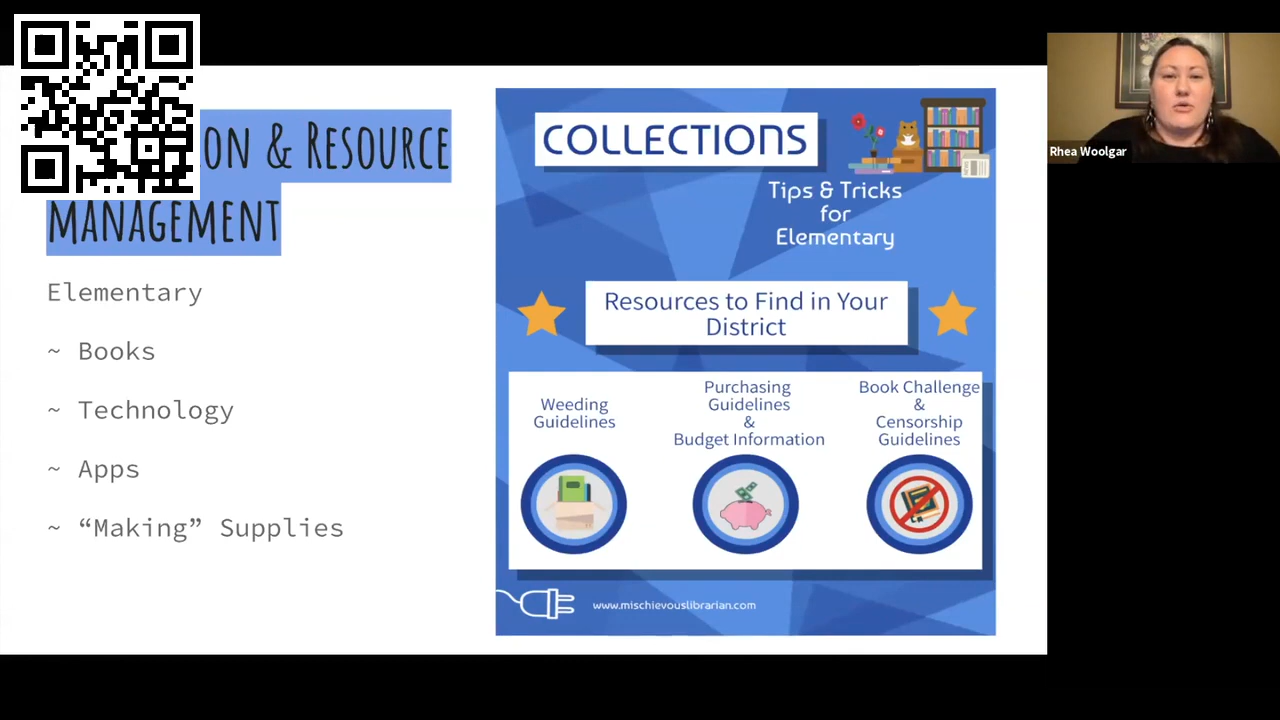 ON & RESOURCE
MANAGEMENT
Elementary
~ Books
~ Technology
~ Apps
~ “Making” Supplies
COLLECTIONS
Tips & Tricks
for
Elementary
Resources to Find in Your
District
Weeding
Guidelines
Purchasing
Guidelines
&
Budget Information
Book Challenge
&
Censorship
Guidelines
www.mischievouslibrarian.com
Rhea Woolgar